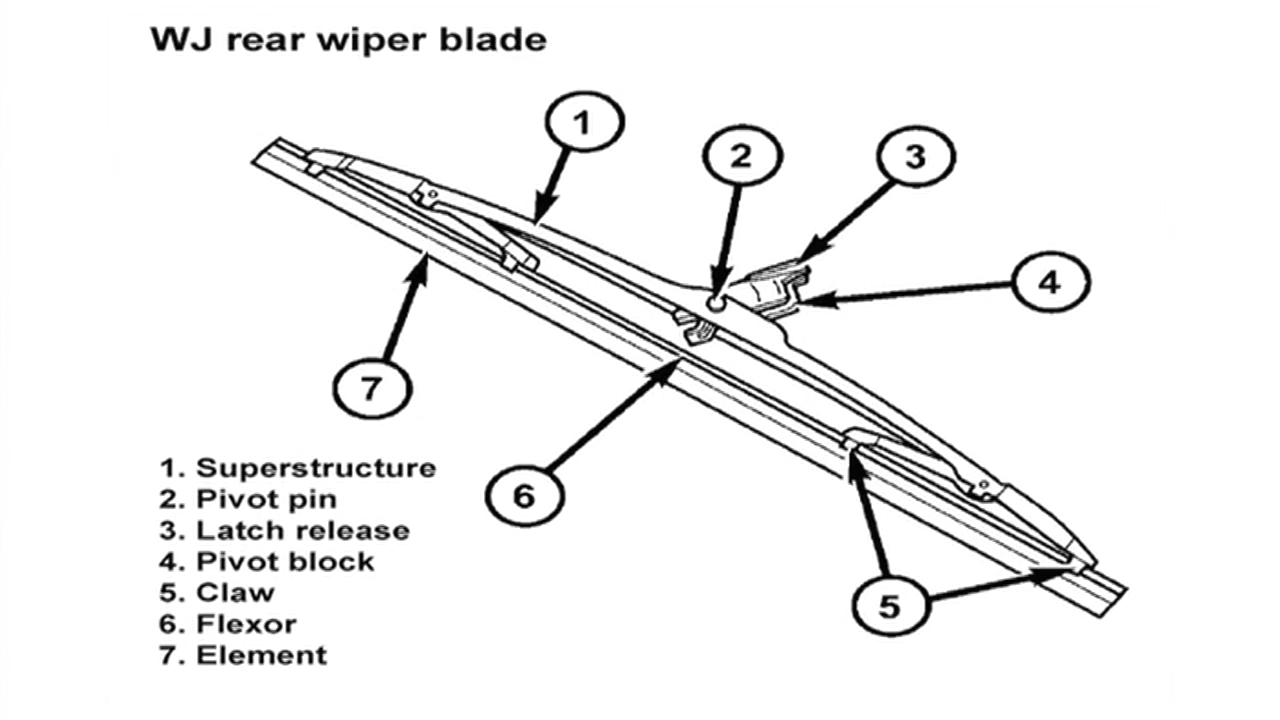 WJ rear wiper blade
1
2
3
4
7
6
5
1. Superstructure
2. Pivot pin
3. Latch release
4. Pivot block
5. Claw
6. Flexor
7. Element